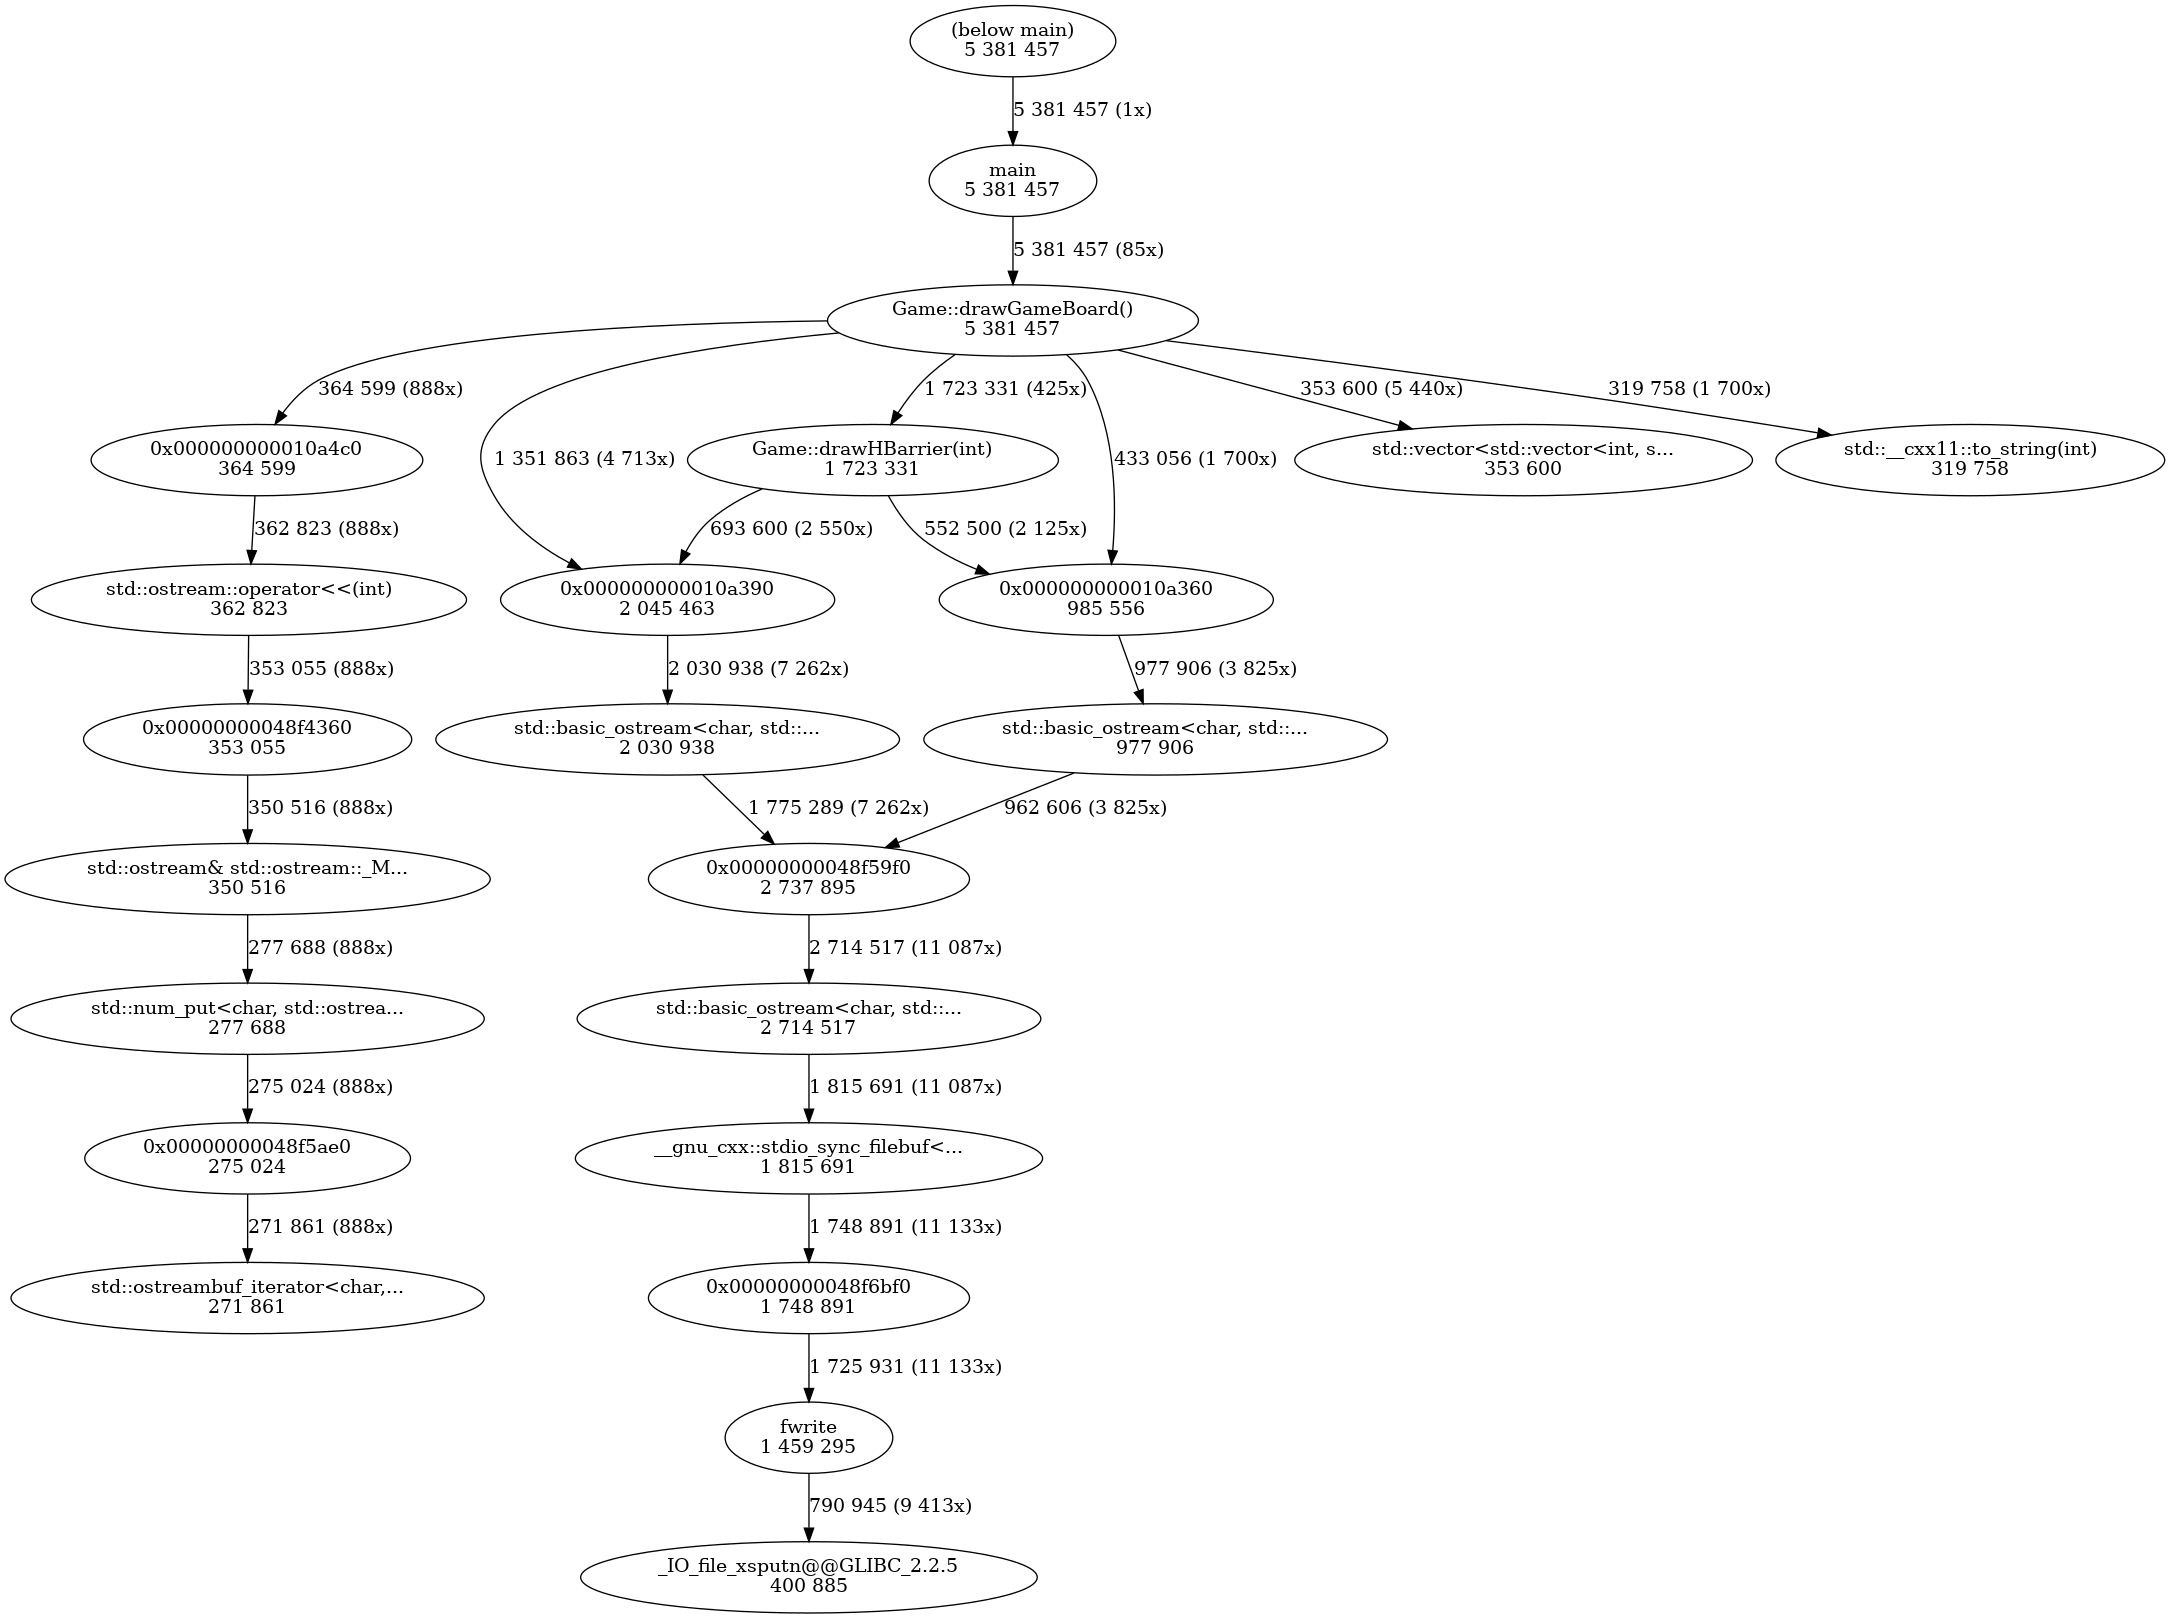 (below main)
5 381 457
5 381 457 (1x)
main
5 381 457
5 381 457 (85x)
Game::drawGameBoard()
5 381 457
364 599 (888x)
1 723 331 (425x)
353 600 (5 440x)
319 758 (1 700x)
0x000000000010a4c0
364 599
1 351 863 (4 713x)
Game::drawHBarrier(int)
1 723 331
433 056 (1 700x)
std::vector<std::vector<int, s...
353 600
std::__cxx11::to_string(int)
319 758
362 823 (888x)
693 600 (2 550x)
552 500 (2 125x)
std::ostream::operator<<(int)
362 823
0x000000000010a390
2 045 463
0x000000000010a360
985 556
353 055 (888x)
2 030 938 (7 262x)
977 906 (3 825x)
0x00000000048f4360
353 055
std::basic_ostream<char, std::...
2 030 938
std::basic_ostream<char, std::...
977 906
350 516 (888x)
1 775 289 (7 262x)
962 606 (3 825x)
std::ostream& std::ostream::_M...
350 516
0x00000000048f59f0
2 737 895
277 688 (888x)
2 714 517 (11 087x)
std::num_put<char, std::ostrea...
277 688
std::basic_ostream<char, std::...
2 714 517
275 024 (888x)
1 815 691 (11 087x)
0x00000000048f5ae0
275 024
__gnu_cxx::stdio_sync_filebuf<...
1 815 691
271 861 (888x)
1 748 891 (11 133x)
std::ostreambuf_iterator<char,...
271 861
0x00000000048f6bf0
1 748 891
1 725 931 (11 133x)
fwrite
1 459 295
790 945 (9 413x)
_IO_file_xsputn@@GLIBC_2.2.5
400 885